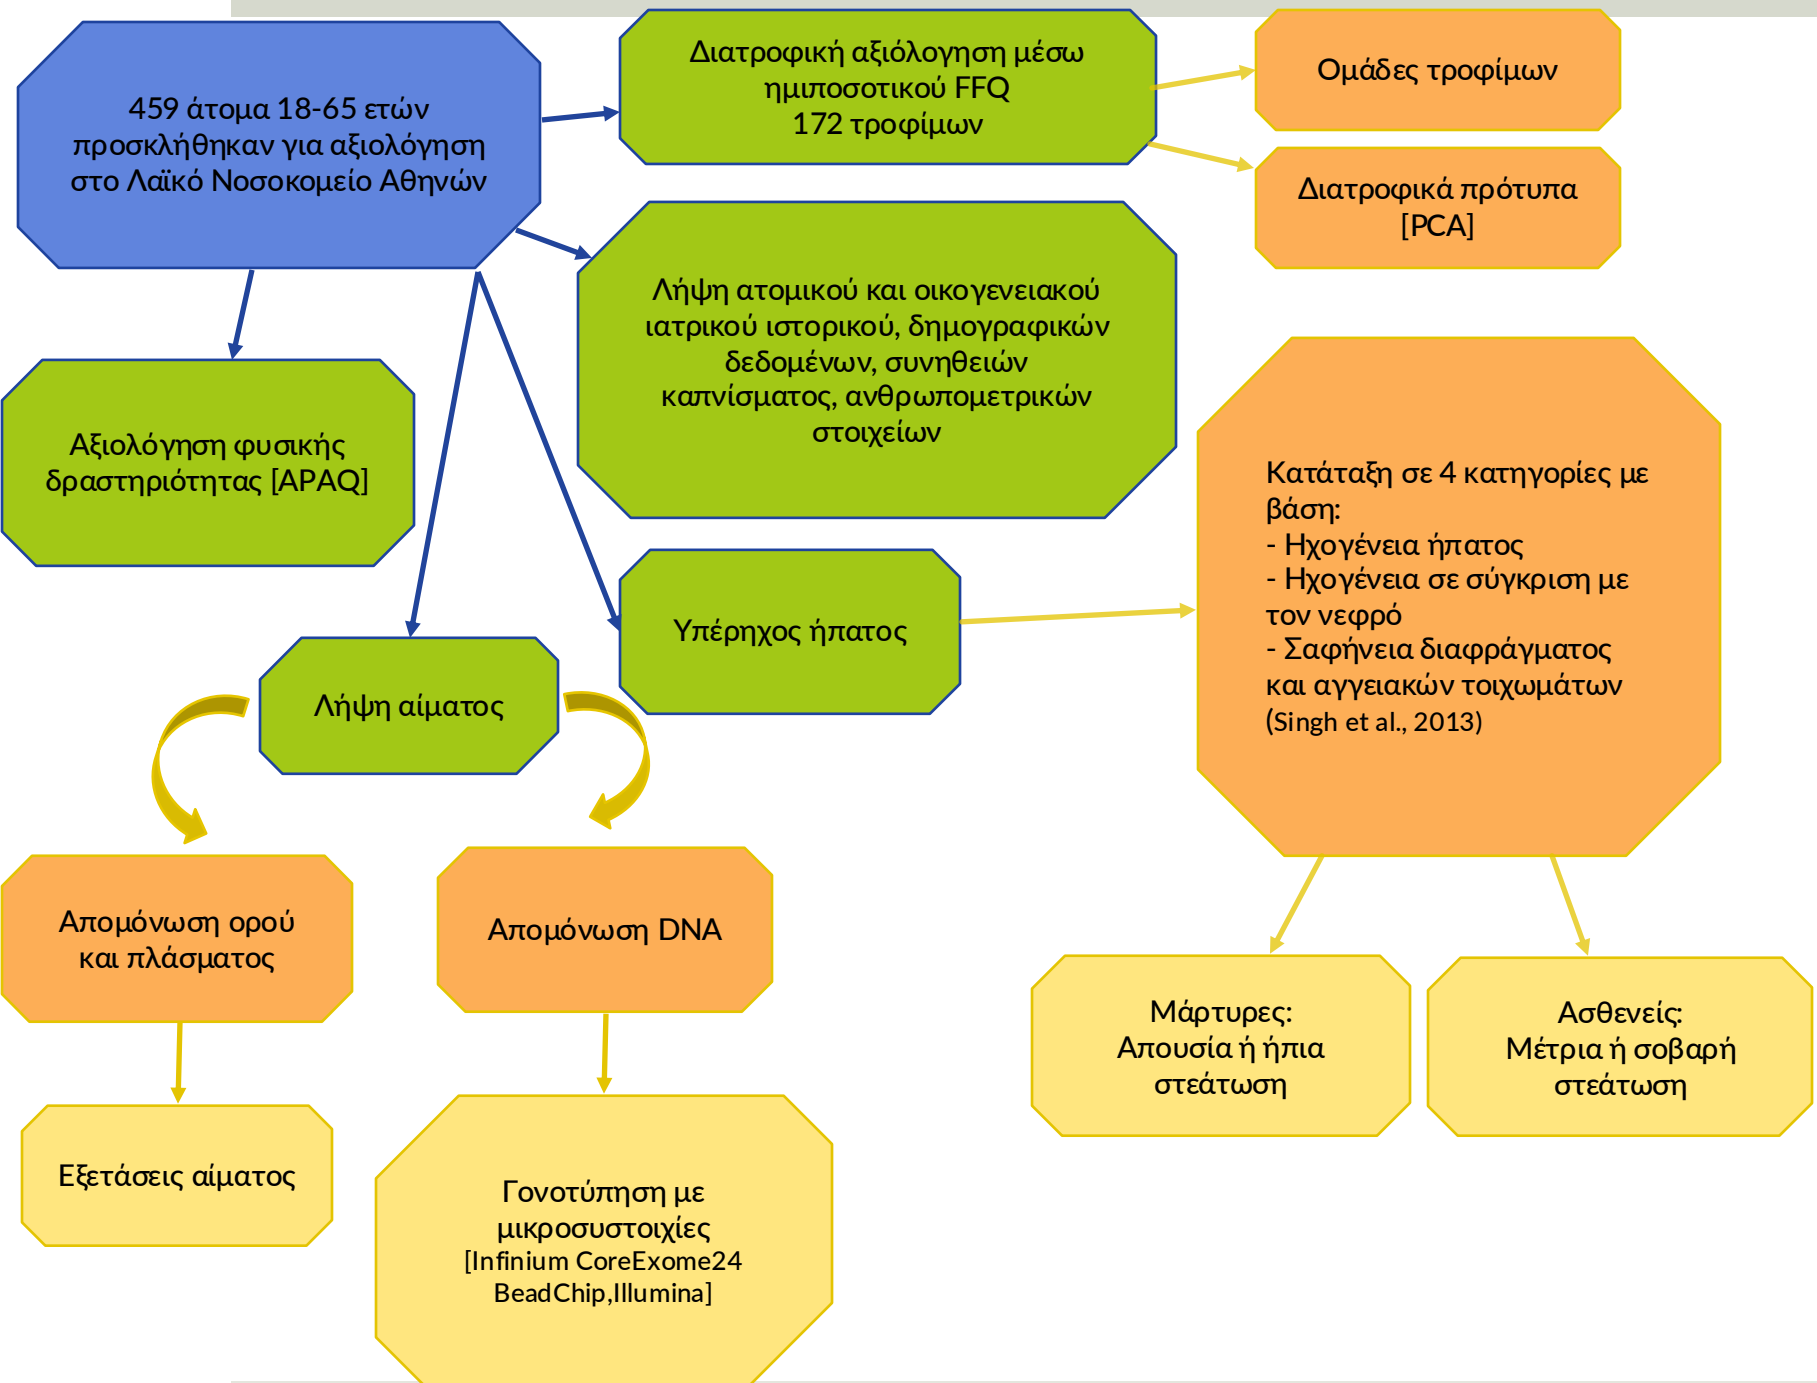 459 άτομα 18-65 ετών
προσκλήθηκαν για αξιολόγηση
στο Λαϊκό Νοσοκομείο Αθηνών
Διατροφική αξιόλογηση μέσω
ημιποσοτικού FFQ
172 τροφίμων
Ομάδες τροφίμων
Διατροφικά πρότυπα
[PCA]
Λήψη ατομικού και οικογενειακού
ιατρικού ιστορικού, δημογραφικών
δεδομένων, συνηθειών
καπνίσματος, ανθρωπομετρικών
στοιχείων
Αξιολόγηση φυσικής
δραστηριότητας [APAQ]
Κατάταξη σε 4 κατηγορίες με
βάση:
- Ηχογένεια ήπατος
- Ηχογένεια σε σύγκριση με
τον νεφρό
- Σαφήνεια διαφράγματος
και αγγειακών τοιχωμάτων
(Singh et al., 2013)
Υπέρηχος ήπατος
Λήψη αίματος
Απομόνωση ορού
και πλάσματος
Απομόνωση DNA
Μάρτυρες:
Απουσία ή ήπια
στεάτωση
Ασθενείς:
Μέτρια ή σοβαρή
στεάτωση
Εξετάσεις αίματος
Γονοτύπηση με
μικροσυστοιχίες
[Infinium CoreExome24
BeadChip,Illumina]